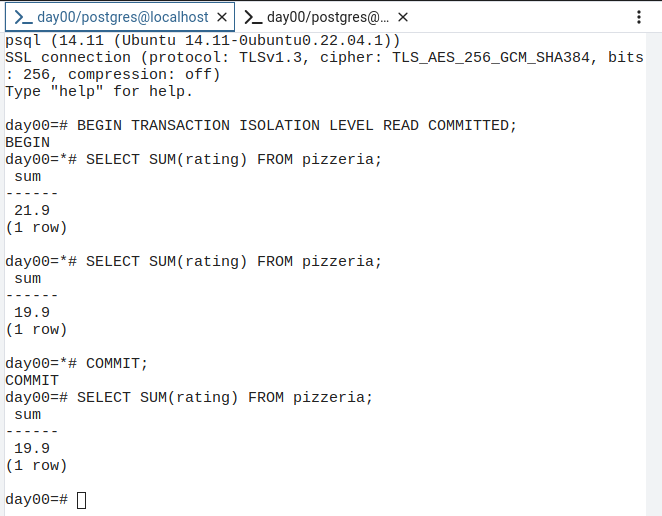 day00/postgres@localhost
day00/postgres@...
psql (14.11 (Ubuntu 14.11-0ubuntu0.22.04.1))
SSL connection (protocol: TLSv1.3, cipher: TLS_AES_256_GCM_SHA384, bits
: 256, compression: off)
Type "help" for help.
day00=# BEGIN TRANSACTION ISOLATION LEVEL READ COMMITTED;
BEGIN
day00=*# SELECT SUM(rating) FROM pizzeria;
sum
------
21.9
(1 row)
day00=*# SELECT SUM(rating) FROM pizzeria;
sum
------
19.9
(1 row)
day00=*# COMMIT;
COMMIT
day00=# SELECT SUM(rating) FROM pizzeria;
sum
------
19.9
(1 row)
day00=#